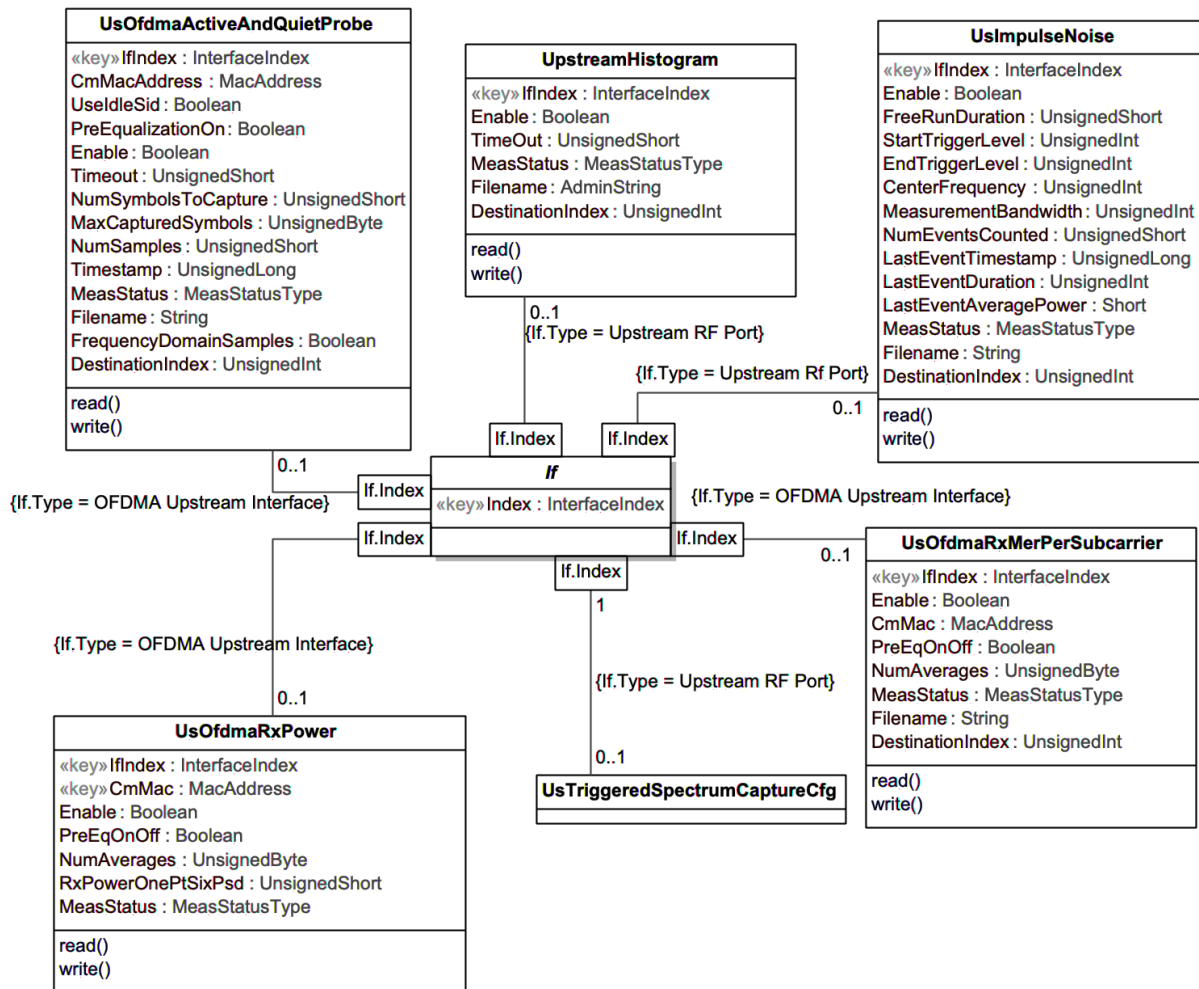 UsOfdmaActiveAndQuietProbe
«key»IfIndex : InterfaceIndex
CmMacAddress : MacAddress
UseIdleSid : Boolean
PreEqualizationOn : Boolean
Enable : Boolean
Timeout : UnsignedShort
NumSymbolsToCapture : UnsignedShort
MaxCapturedSymbols : UnsignedByte
NumSamples : UnsignedShort
Timestamp : UnsignedLong
MeasStatus : MeasStatusType
Filename : String
FrequencyDomainSamples : Boolean
DestinationIndex : UnsignedInt
read()
write()
UpstreamHistogram
«key»IfIndex : InterfaceIndex
Enable : Boolean
TimeOut : UnsignedShort
MeasStatus : MeasStatusType
Filename : AdminString
DestinationIndex : UnsignedInt
read()
write()
UsImpulseNoise
«key»IfIndex : InterfaceIndex
Enable : Boolean
FreeRunDuration : UnsignedShort
StartTriggerLevel : UnsignedInt
EndTriggerLevel : UnsignedInt
CenterFrequency : UnsignedInt
MeasurementBandwidth : UnsignedInt
NumEventsCounted : UnsignedShort
LastEventTimestamp : UnsignedLong
LastEventDuration : UnsignedInt
LastEventAveragePower : Short
MeasStatus : MeasStatusType
Filename : String
DestinationIndex : UnsignedInt
read()
write()
0..1
{If.Type = Upstream RF Port}
{If.Type = Upstream Rf Port}
0..1
If.Index
If.Index
0..1
{If.Type = OFDMA Upstream Interface}
If.Index
If
«key»Index : InterfaceIndex
{If.Type = OFDMA Upstream Interface}
If.Index
If.Index
0..1
If.Index
1
{If.Type = OFDMA Upstream Interface}
0..1
{If.Type = Upstream RF Port}
0..1
UsOfdmaRxMerPerSubcarrier
«key»IfIndex : InterfaceIndex
Enable : Boolean
CmMac : MacAddress
PreEqOnOff : Boolean
NumAverages : UnsignedByte
MeasStatus : MeasStatusType
Filename : String
DestinationIndex : UnsignedInt
read()
write()
UsOfdmaRxPower
«key»IfIndex : InterfaceIndex
«key»CmMac : MacAddress
Enable : Boolean
PreEqOnOff : Boolean
NumAverages : UnsignedByte
RxPowerOnePtSixPsd : UnsignedShort
MeasStatus : MeasStatusType
read()
write()
UsTriggeredSpectrumCaptureCfg